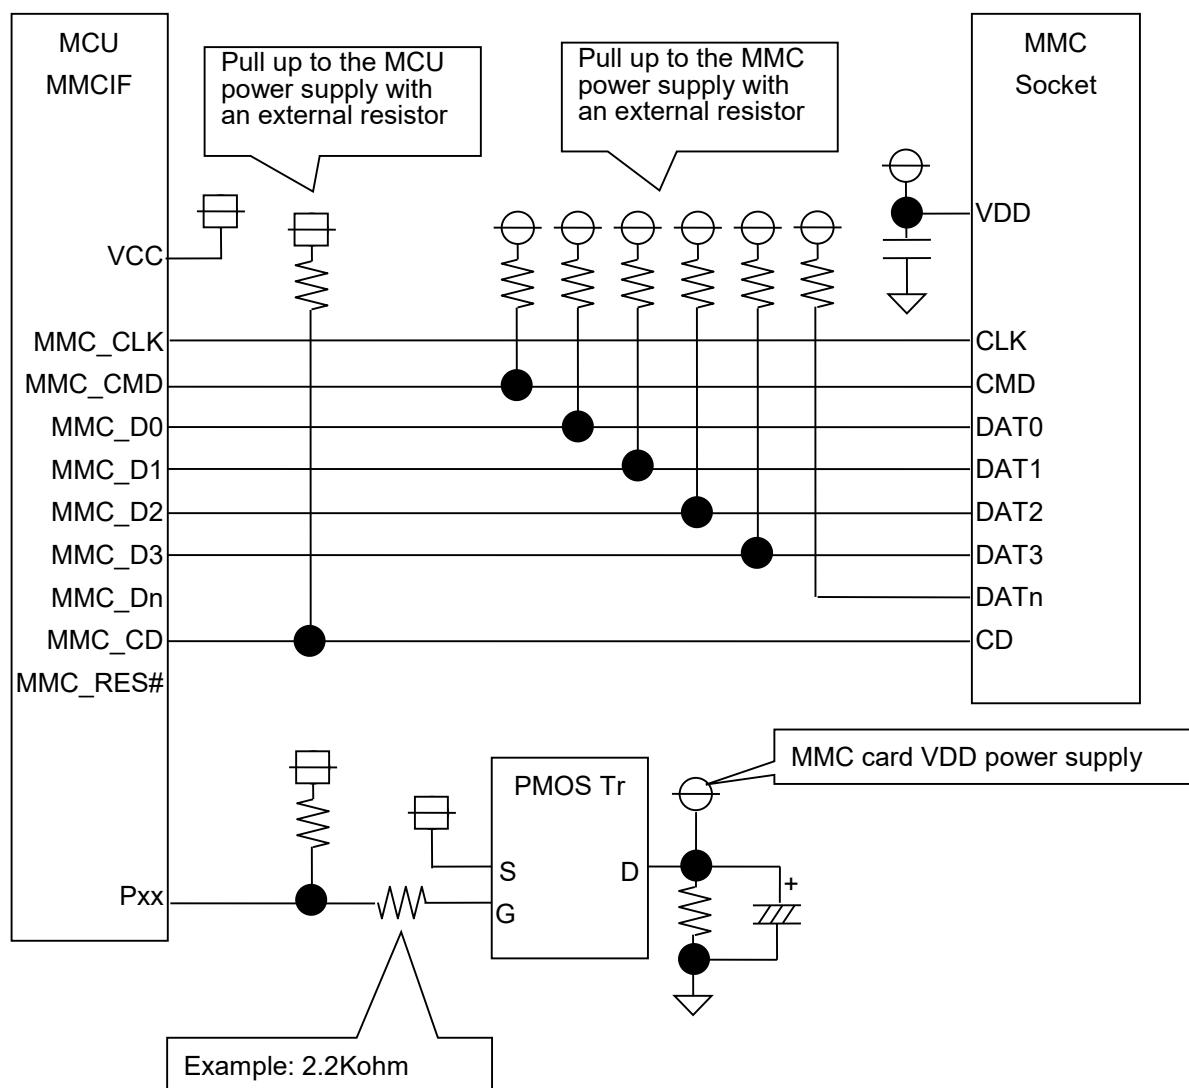 MCU
MMCIF
Pull up to the MCU
power supply with
an external resistor
Pull up to the MMC
power supply with
an external resistor
MMC
Socket
VCC
VDD
MMC_CLK
CLK
MMC_CMD
CMD
MMC_D0
DAT0
MMC_D1
DAT1
MMC_D2
DAT2
MMC_D3
DAT3
MMC_Dn
DATn
MMC_CD
CD
MMC_RES#
MMC card VDD power supply
PMOS Tr
S
D
G
+
Pxx
Example: 2.2Kohm